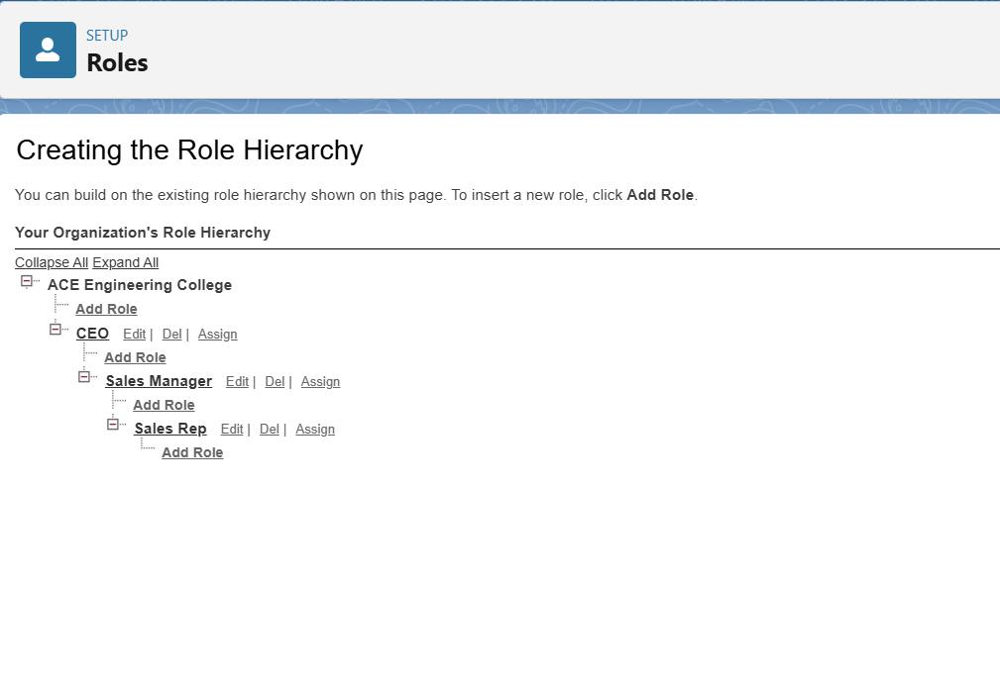 SETUP
Roles
Creating the Role Hierarchy
You can build on the existing role hierarchy shown on this page. To insert a new role, click Add Role.
Your Organization's Role Hierarchy
Collapse All Expand All
ACE Engineering College
Add Role
CEO Edit | Del | Assign
Add Role
Sales Manager Edit | Del | Assign
Add Role
Sales Rep Edit | Del | Assign
Add Role